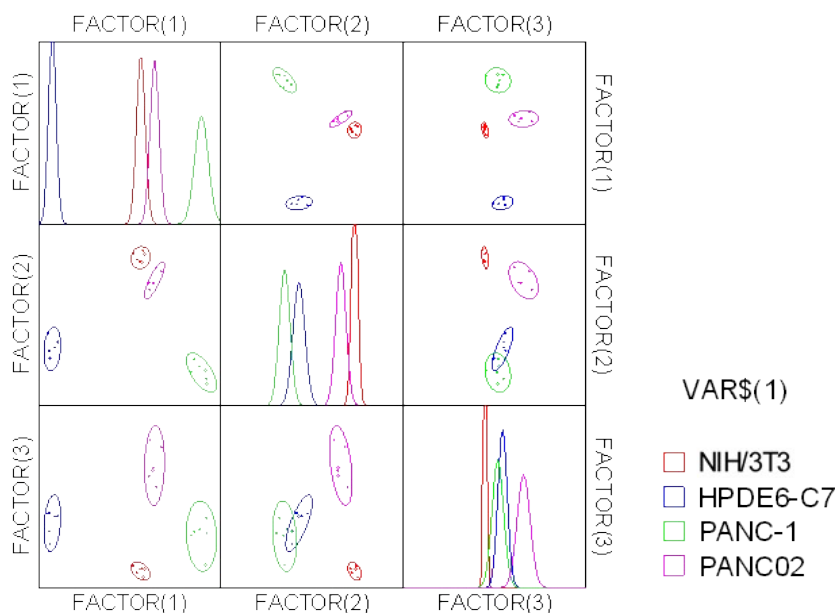 FACTOR(1) FACTOR(2) FACTOR(3)
FACTOR(1)
FACTOR(1)
FACTOR(2)
FACTOR(2)
FACTOR(3)
FACTOR(3)
FACTOR(1) FACTOR(2) FACTOR(3)
VAR$(1)
NIH/3T3
HPDE6-C7
PANC-1
PANC02